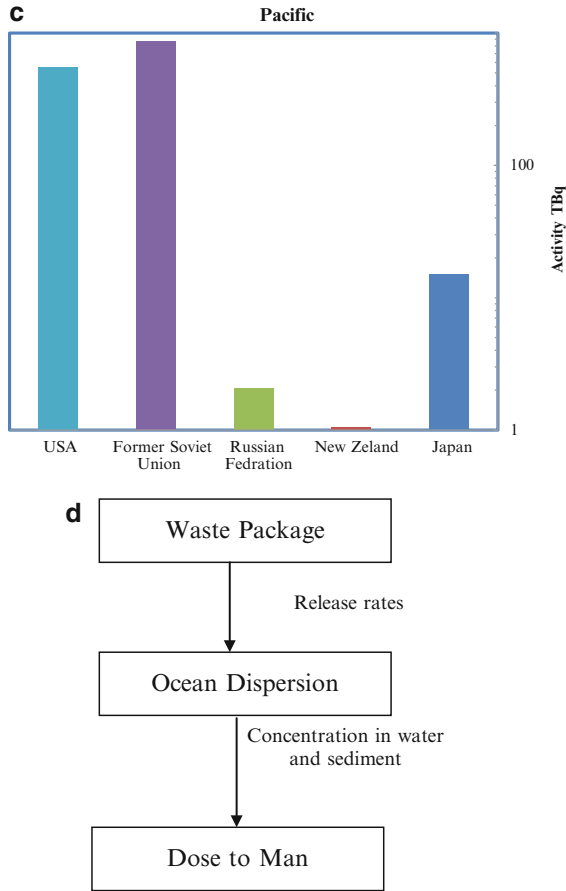 c
Pacific
100
Activity TBq
1
USA
Former Soviet
Union
Russian
Fedration
New Zeland
Japan
d
Waste Package
Release rates
Ocean Dispersion
Concentration in water
and sediment
Dose to Man